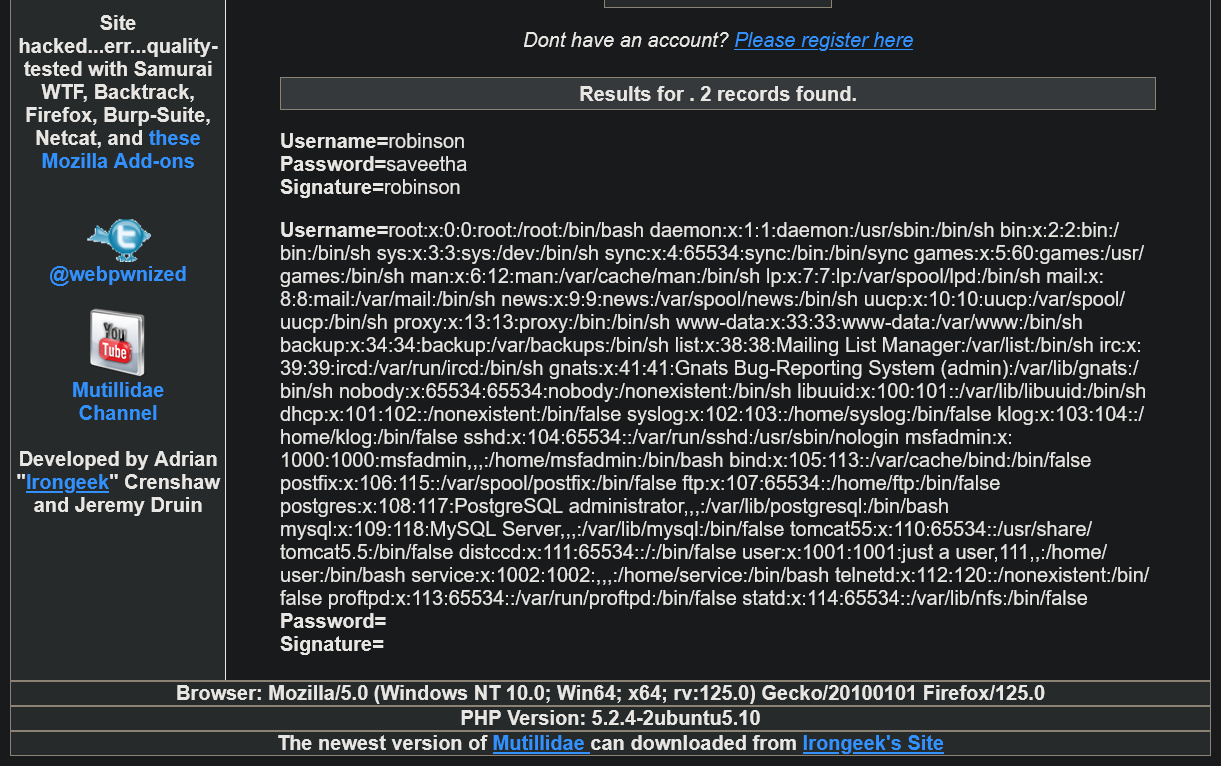 Site
hacked...err...quality-
tested with Samurai
WTF, Backtrack,
Firefox, Burp-Suite,
Netcat, and these
Mozilla Add-ons
@webpwnized
You
Tube
Mutillidae
Channel
Developed by Adrian
"Irongeek" Crenshaw
and Jeremy Druin
Dont have an account? Please register here
Results for . 2 records found.
Username=robinson
Password=saveetha
Signature=robinson
Username=root:x:0:0:root:/root:/bin/bash daemon:x:1:1:daemon:/usr/sbin:/bin/sh bin:x:2:2:bin:/
bin:/bin/sh sys:x:3:3:sys:/dev:/bin/sh sync:x:4:65534:sync:/bin:/bin/sync games:x:5:60:games:/usr/
games:/bin/sh man:x:6:12:man:/var/cache/man:/bin/sh lp:x:7:7:lp:/var/spool/lpd:/bin/sh mail:x:
8:8:mail:/var/mail:/bin/sh news:x:9:9:news:/var/spool/news:/bin/sh uucp:x:10:10:uucp:/var/spool/
uucp:/bin/sh proxy:x:13:13:proxy:/bin:/bin/sh www-data:x:33:33:www-data:/var/www:/bin/sh
backup:x:34:34:backup:/var/backups:/bin/sh list:x:38:38:Mailing List Manager:/var/list:/bin/sh irc:x:
39:39:ircd:/var/run/ircd:/bin/sh gnats:x:41:41:Gnats Bug-Reporting System (admin):/var/lib/gnats:/
bin/sh nobody:x:65534:65534:nobody:/nonexistent:/bin/sh libuuid:x:100:101::/var/lib/libuuid:/bin/sh
dhcp:x:101:102::/nonexistent:/bin/false syslog:x:102:103::/home/syslog:/bin/false klog:x:103:104::/
home/klog:/bin/false sshd:x:104:65534::/var/run/sshd:/usr/sbin/nologin msfadmin:x:
1000:1000:msfadmin,,,:/home/msfadmin:/bin/bash bind:x:105:113::/var/cache/bind:/bin/false
postfix:x:106:115::/var/spool/postfix:/bin/false ftp:x:107:65534::/home/ftp:/bin/false
postgres:x:108:117:PostgreSQL administrator,,,:/var/lib/postgresql:/bin/bash
mysql:x:109:118:MySQL Server,,,:/var/lib/mysql:/bin/false tomcat55:x:110:65534::/usr/share/
tomcat5.5:/bin/false distccd:x:111:65534::/:/bin/false user:x:1001:1001:just a user,111,,:/home/
user:/bin/bash service:x:1002:1002:,,,:/home/service:/bin/bash telnetd:x:112:120::/nonexistent:/bin/
false proftpd:x:113:65534::/var/run/proftpd:/bin/false statd:x:114:65534::/var/lib/nfs:/bin/false
Password=
Signature=
Browser: Mozilla/5.0 (Windows NT 10.0; Win64; x64; rv:125.0) Gecko/20100101 Firefox/125.0
PHP Version: 5.2.4-2ubuntu5.10
The newest version of Mutillidae can downloaded from Irongeek's Site